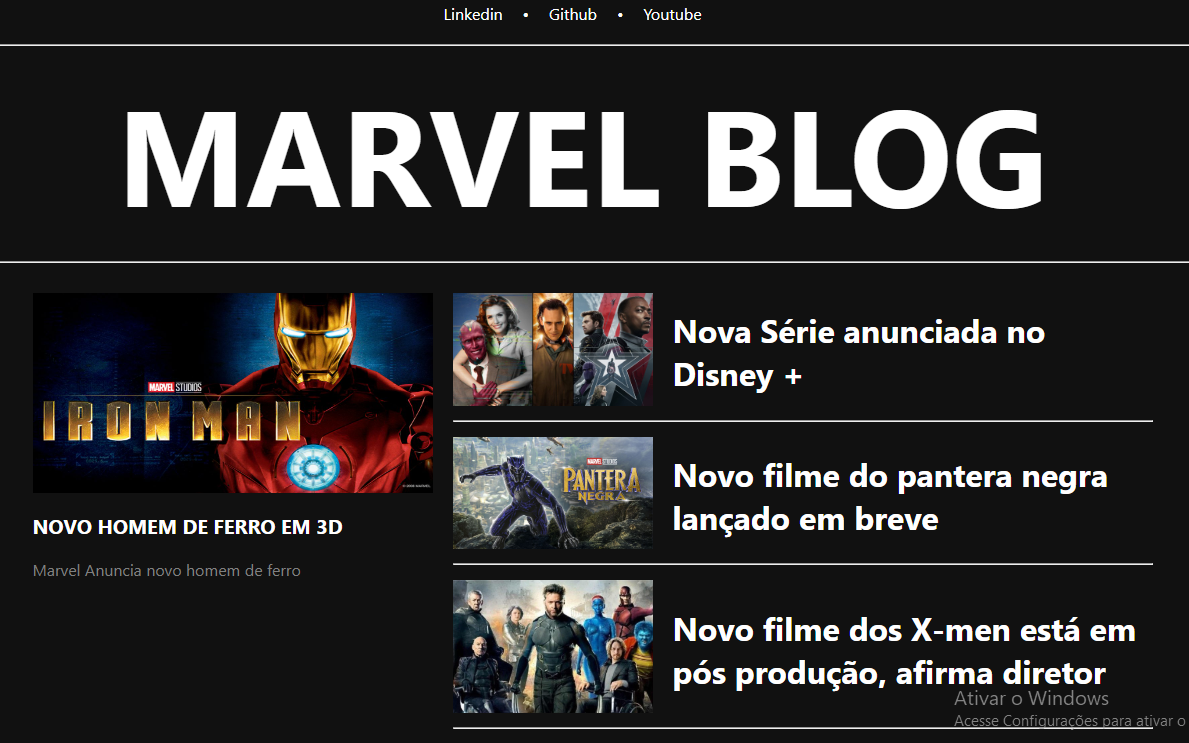 Linkedin • Github • Youtube
MARVEL BLOG
MARVEL STUDIOS
IRON MAN
NOVO HOMEM DE FERRO EM 3D
Marvel Anuncia novo homem de ferro
Nova Série anunciada no
Disney +
MARVEL STUDIOS
PANTERA
NEGRA
Novo filme do pantera negra
lançado em breve
Novo filme dos X-men está em
pós produção, afirma diretor
Ativar o Windows
Acesse Configurações para ativar o